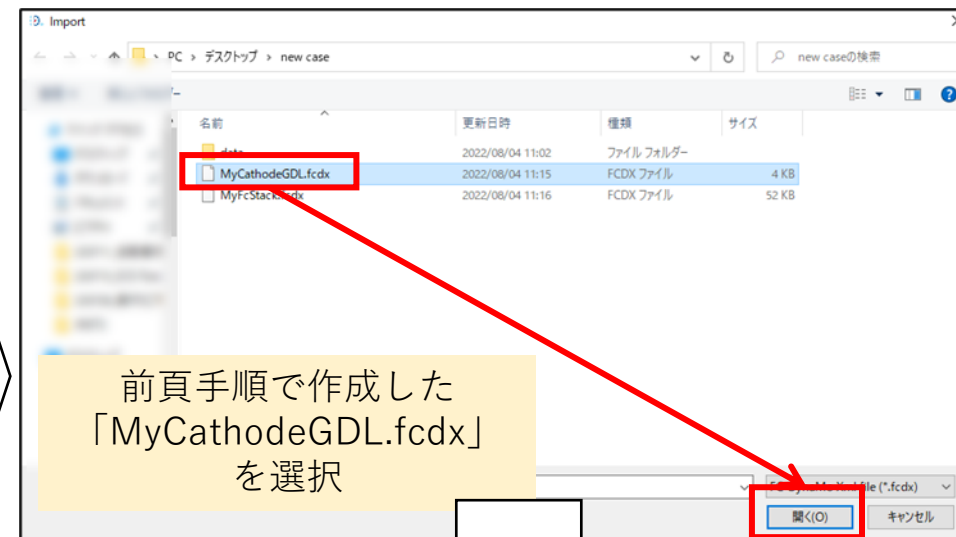 Import
PC › デスクトップ › new case
new caseの検索
名前 更新日時 種類 サイズ
data 2022/08/04 11:02 ファイル フォルダー
MyCathodeGDL.fcdx 2022/08/04 11:15 FCDX ファイル 4 KB
MyFcStack.fcdx 2022/08/04 11:16 FCDX ファイル 52 KB
前頁手順で作成した
「MyCathodeGDL.fcdx」
を選択
file (*.fcdx)
開く(O) キャンセル